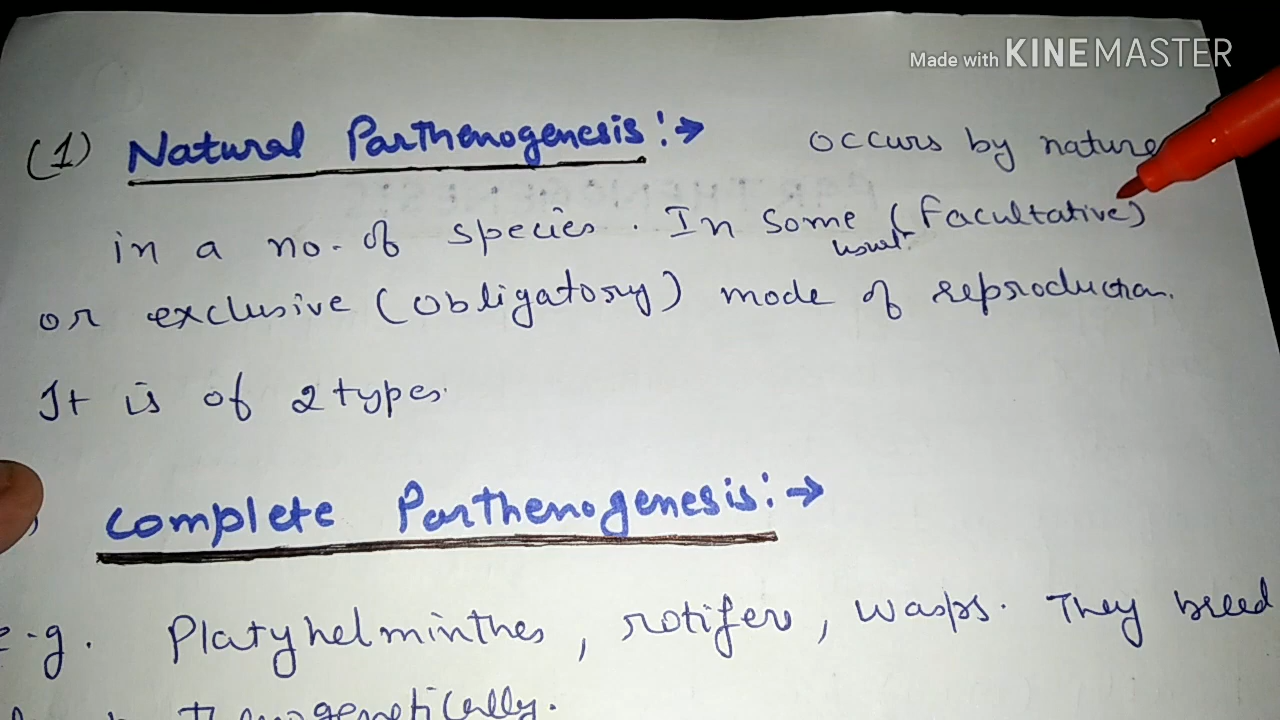 Made with KINEMASTER
(1) Natural Parthenogenesis:→ occurs by nature
in a no. of species. In some (facultative)
usual
or exclusive (obligatory) mode of reproduction.
It is of 2 types.
Complete Parthenogenesis:→
e.g. Platyhelminthes, rotifers, wasps. They breed